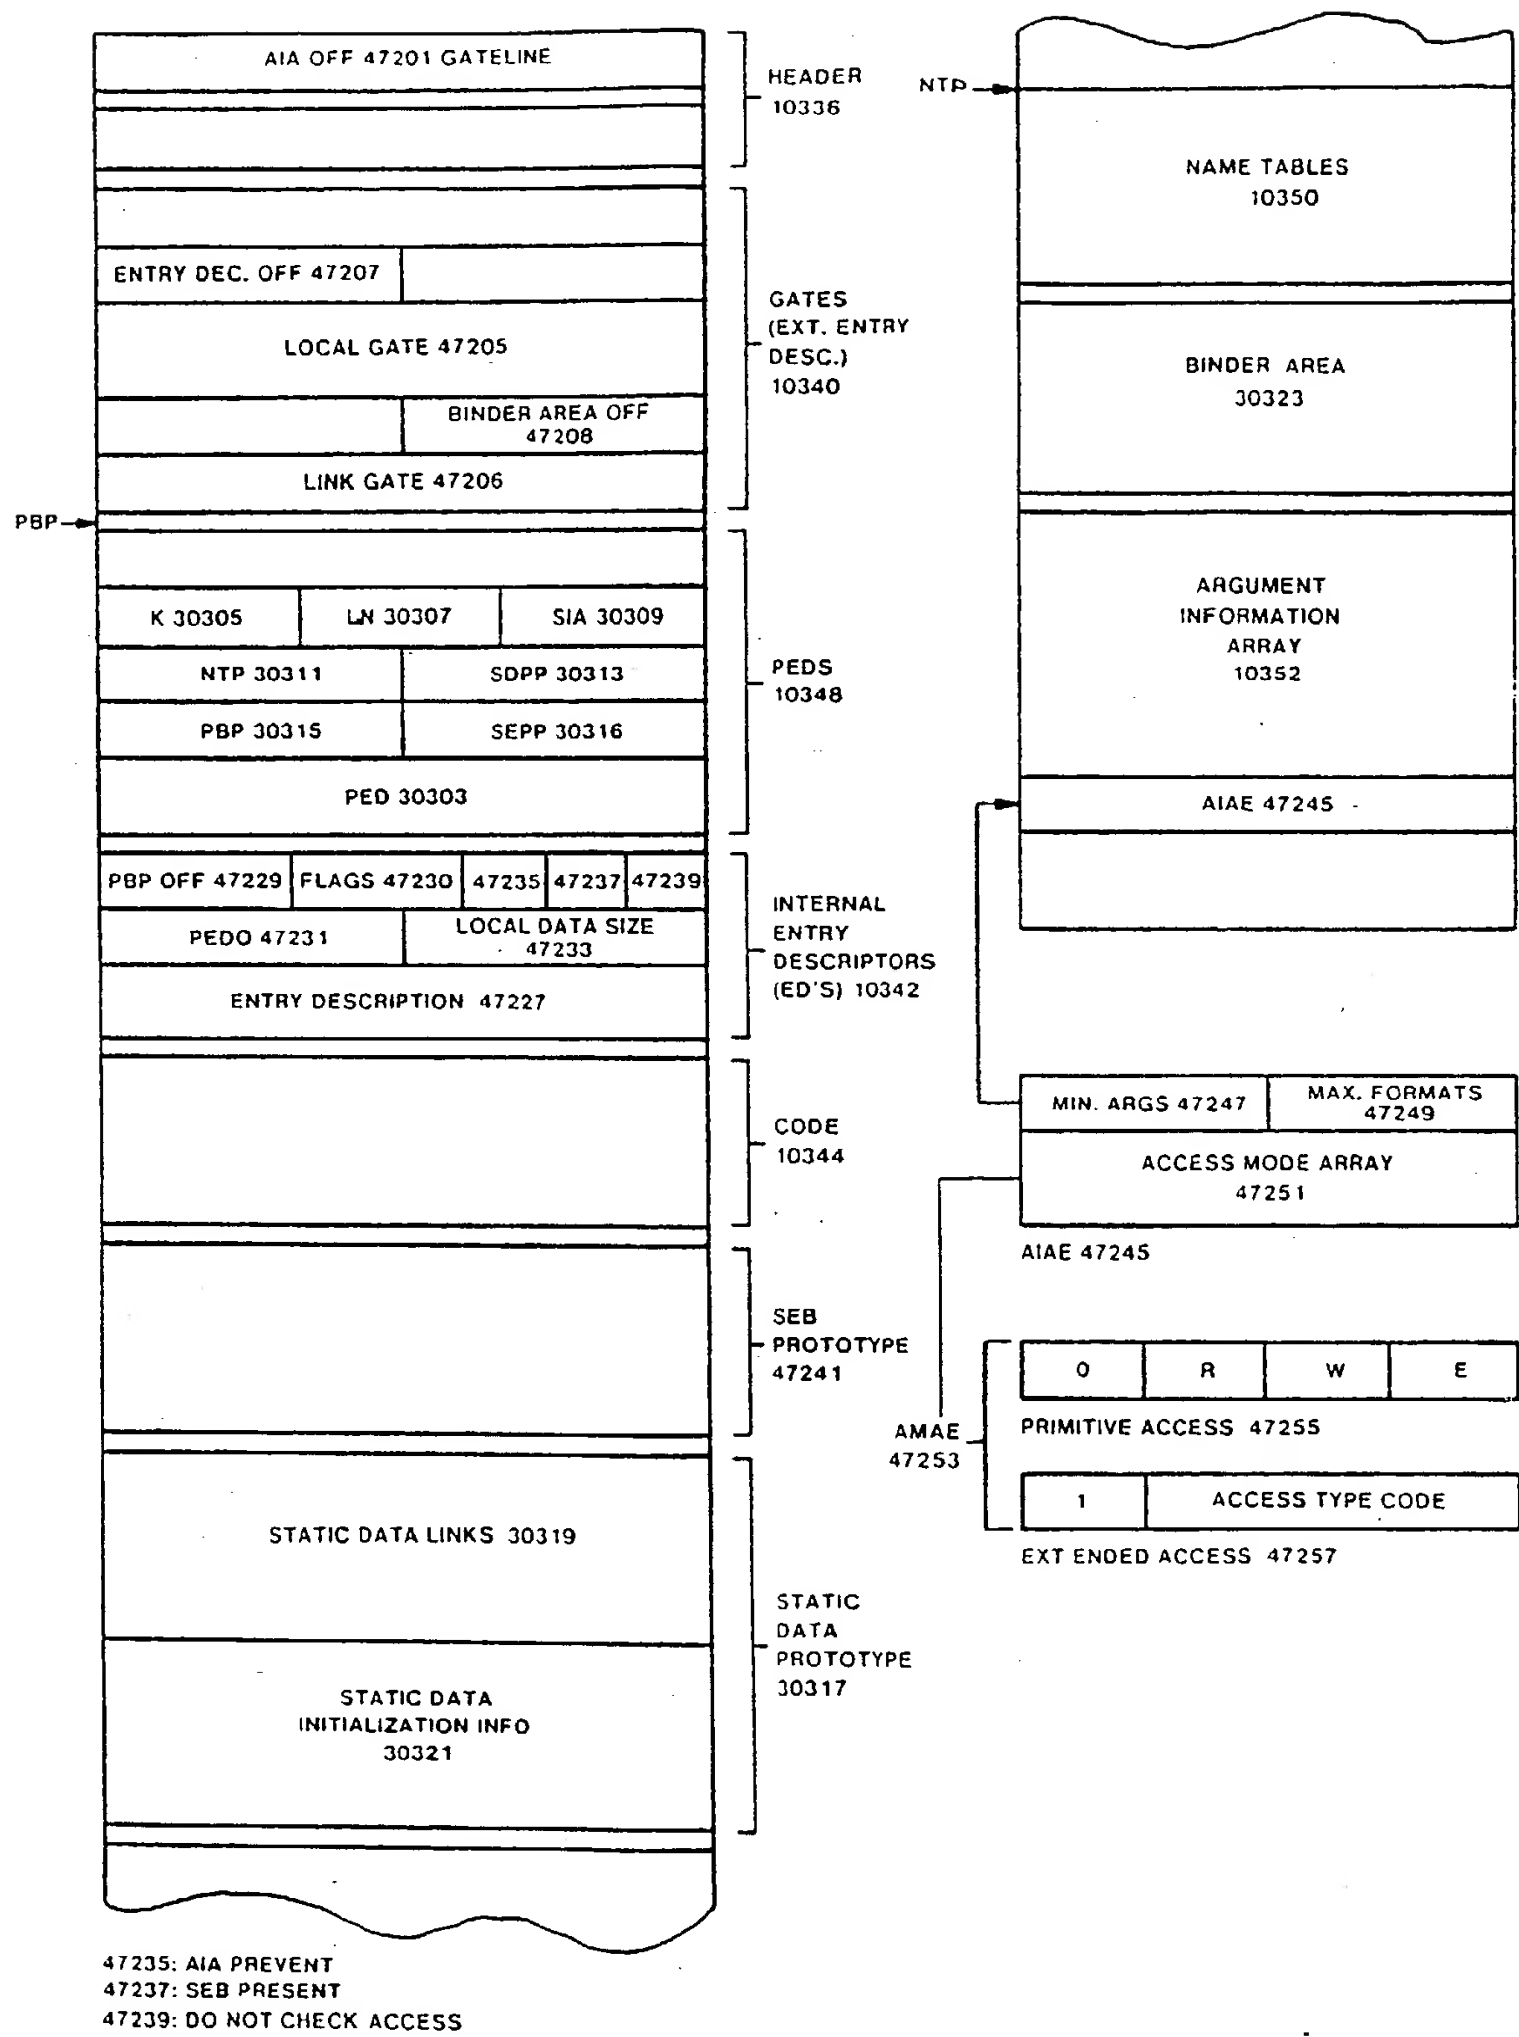 AIA OFF 47201 GATELINE
HEADER
10336
ENTRY DEC. OFF 47207
LOCAL GATE 47205
BINDER AREA OFF
47208
LINK GATE 47206
GATES
(EXT. ENTRY
DESC.)
10340
PBP
K 30305
LN 30307
SIA 30309
NTP 30311
SDPP 30313
PBP 30315
SEPP 30316
PED 30303
PEDS
10348
PBP OFF 47229
FLAGS 47230
47235
47237
47239
PEDO 47231
LOCAL DATA SIZE
47233
ENTRY DESCRIPTION 47227
INTERNAL
ENTRY
DESCRIPTORS
(ED'S) 10342
CODE
10344
SEB
PROTOTYPE
47241
STATIC DATA LINKS 30319
STATIC DATA
INITIALIZATION INFO
30321
STATIC
DATA
PROTOTYPE
30317
47235: AIA PREVENT
47237: SEB PRESENT
47239: DO NOT CHECK ACCESS
NTP
NAME TABLES
10350
BINDER AREA
30323
ARGUMENT
INFORMATION
ARRAY
10352
AIAE 47245
MIN. ARGS 47247
MAX. FORMATS
47249
ACCESS MODE ARRAY
47251
AIAE 47245
AMAE
47253
0 R W E
PRIMITIVE ACCESS 47255
1 ACCESS TYPE CODE
EXT ENDED ACCESS 47257